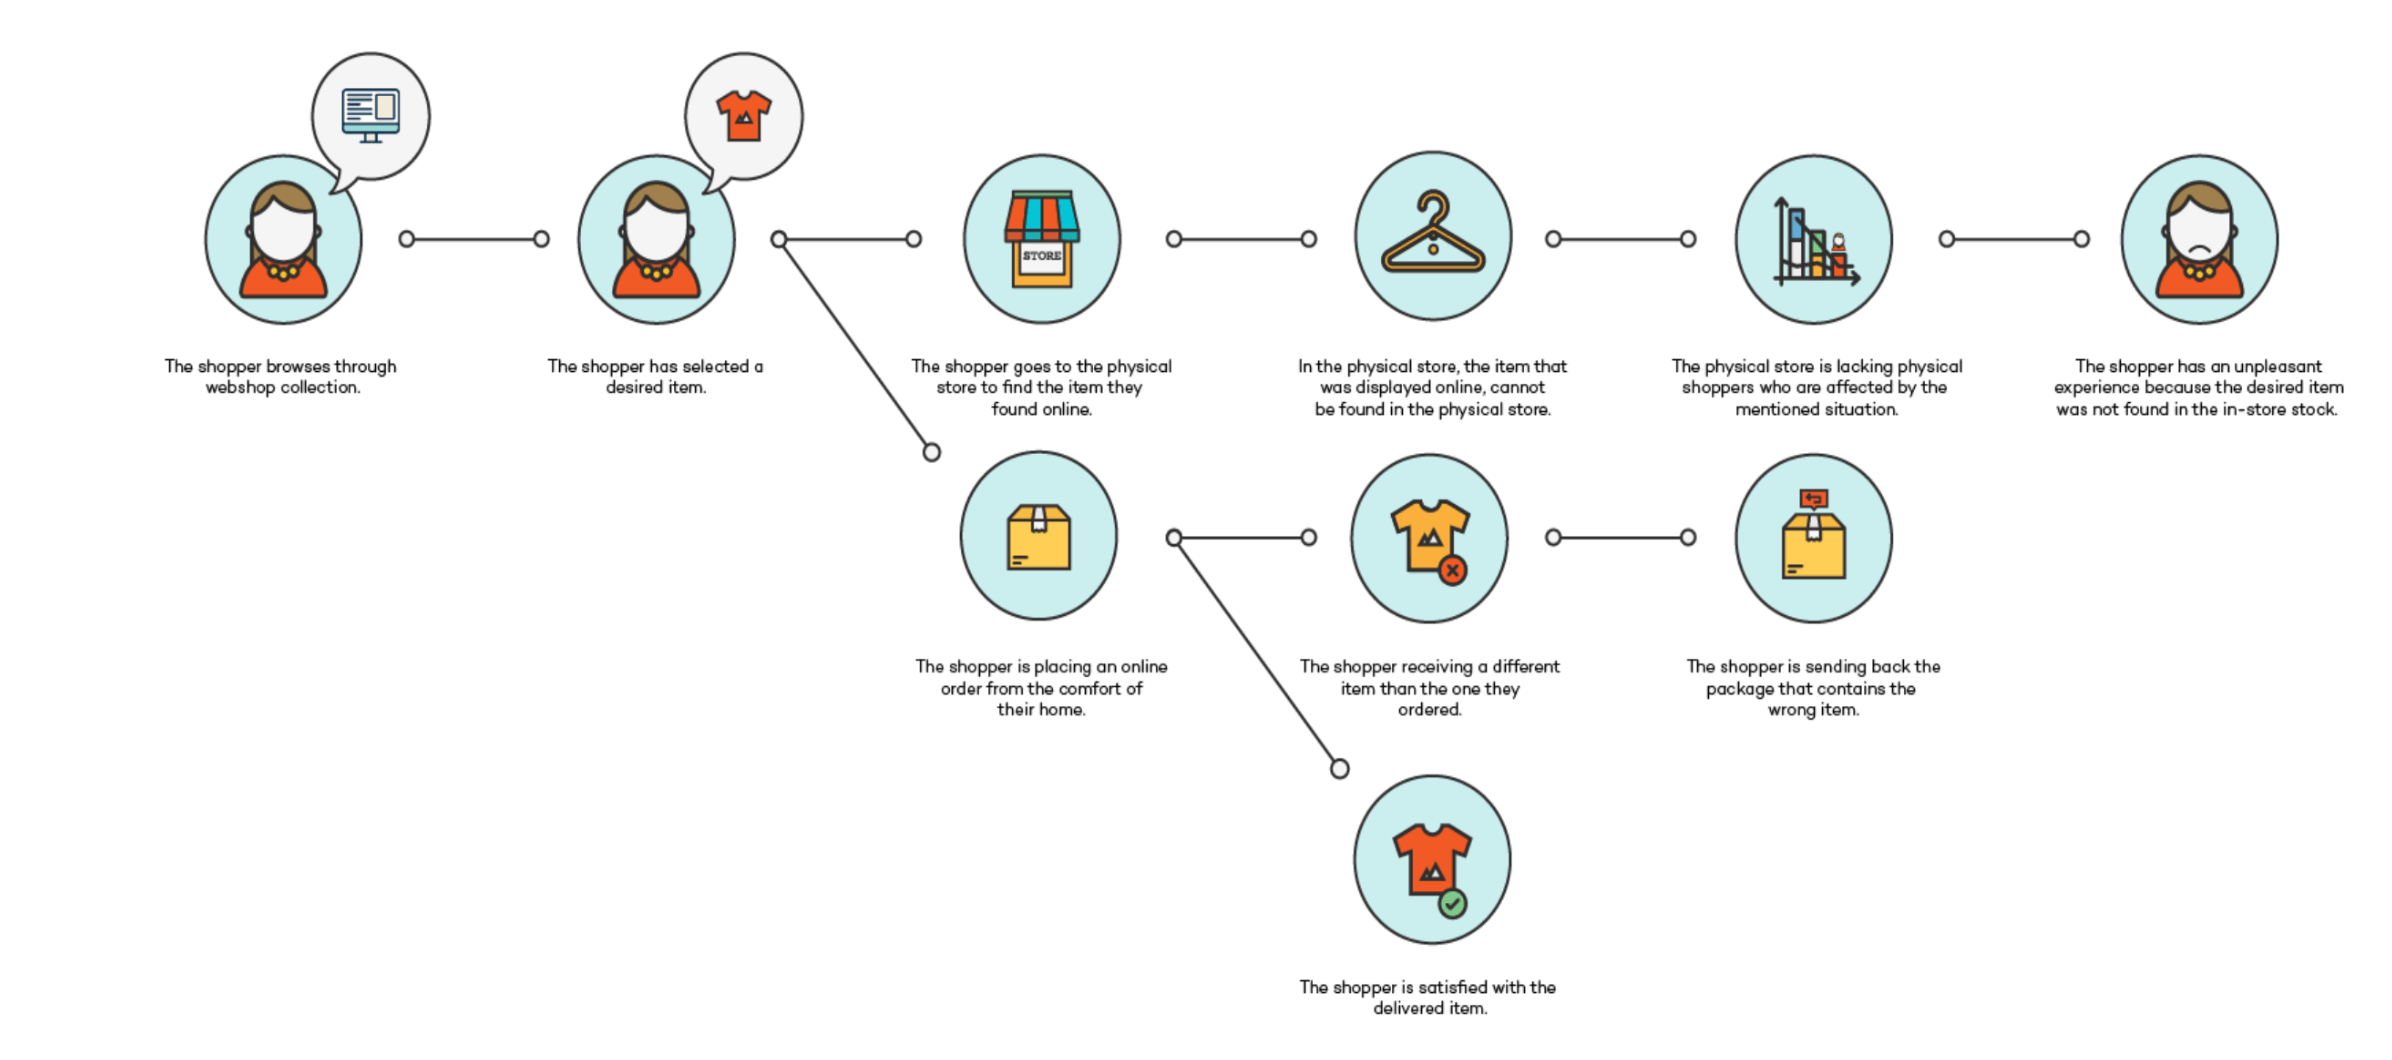 The shopper browses through
webshop collection.
The shopper has selected a
desired item.
STORE
The shopper goes to the physical
store to find the item they
found online.
In the physical store, the item that
was displayed online, cannot
be found in the physical store.
The physical store is lacking physical
shoppers who are affected by the
mentioned situation.
The shopper has an unpleasant
experience because the desired item
was not found in the in-store stock.
The shopper is placing an online
order from the comfort of
their home.
The shopper receiving a different
item than the one they
ordered.
The shopper is sending back the
package that contains the
wrong item.
The shopper is satisfied with the
delivered item.